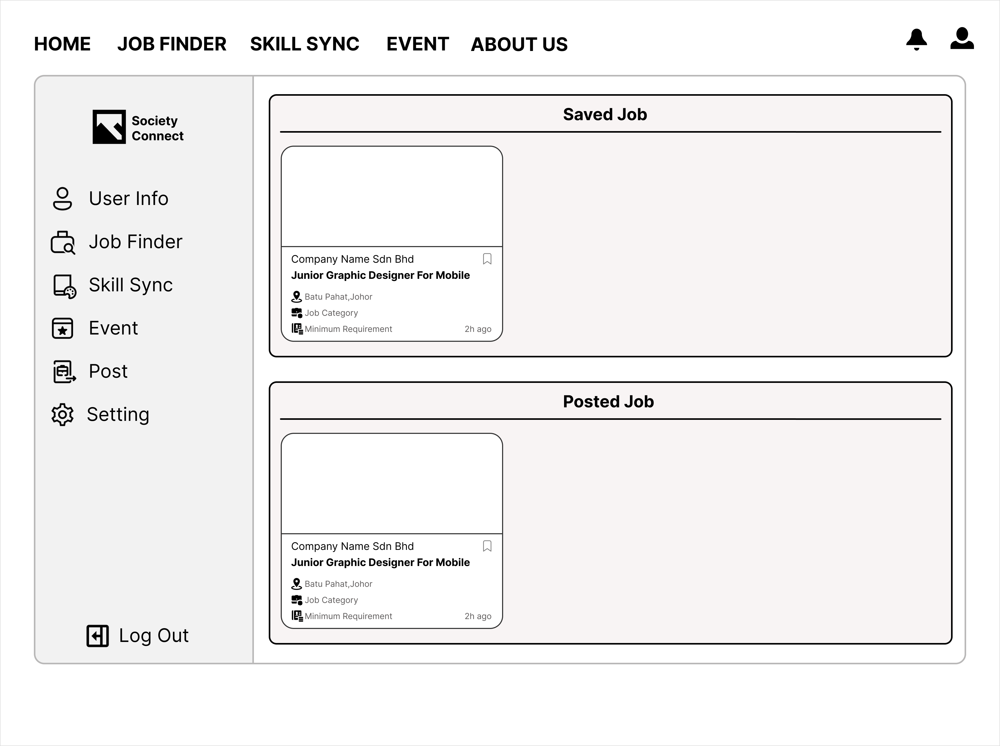 HOME JOB FINDER SKILL SYNC EVENT ABOUT US
Society
Connect
User Info
Job Finder
Skill Sync
Event
Post
Setting
Log Out
Saved Job
Company Name Sdn Bhd
Junior Graphic Designer For Mobile
Batu Pahat,Johor
Job Category
Minimum Requirement 2h ago
Posted Job
Company Name Sdn Bhd
Junior Graphic Designer For Mobile
Batu Pahat,Johor
Job Category
Minimum Requirement 2h ago